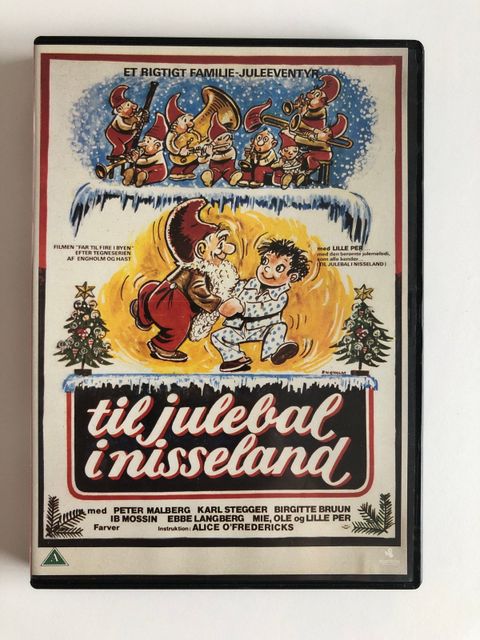 ET RIGTIGT FAMILIE-JULEEVENTYR
FILMEN "FAR TIL FIRE I BYEN"
EFTER TEGNESERIEN
AF ENGHOLM OG HAST
med LILLE PER
med den berømte julemelodi,
som alle kender...
(TIL JULEBAL I NISSELAND)
ENGHOLM
til julebal
i nisseland
med PETER MALBERG KARL STEGGER BIRGITTE BRUUN
IB MOSSIN EBBE LANGBERG MIE, OLE og LILLE PER
Farver Instruktion: ALICE O'FREDERICKS
A